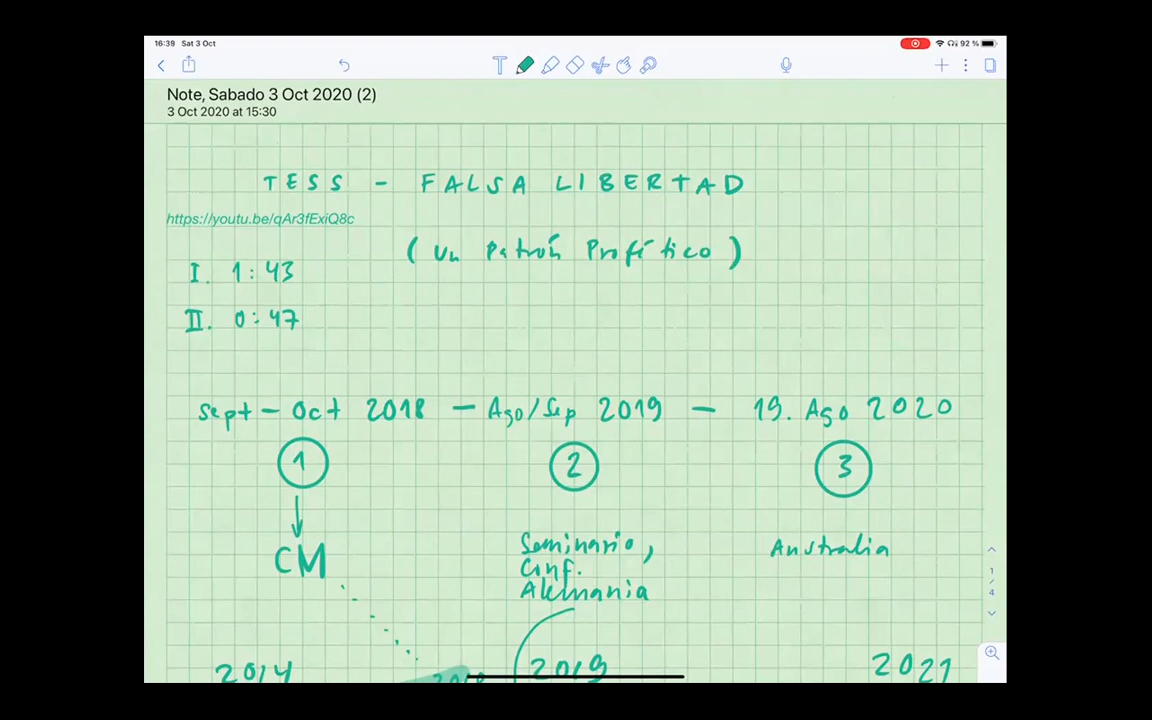 16:39 Sat 3 Oct
92 %
Note, Sabado 3 Oct 2020 (2)
3 Oct 2020 at 15:30
TESS - FALSA LIBERTAD
https://youtu.be/qAr3fExiQ8c
(Un Patrón Profético)
I. 1:43
II. 0:47
Sept - Oct 2018 - Ago/Sep 2019 - 19. Ago 2020
1 2 3
CM
Seminario, Australia
Conf.
Alemania
1
/
4
2014 2019 2021